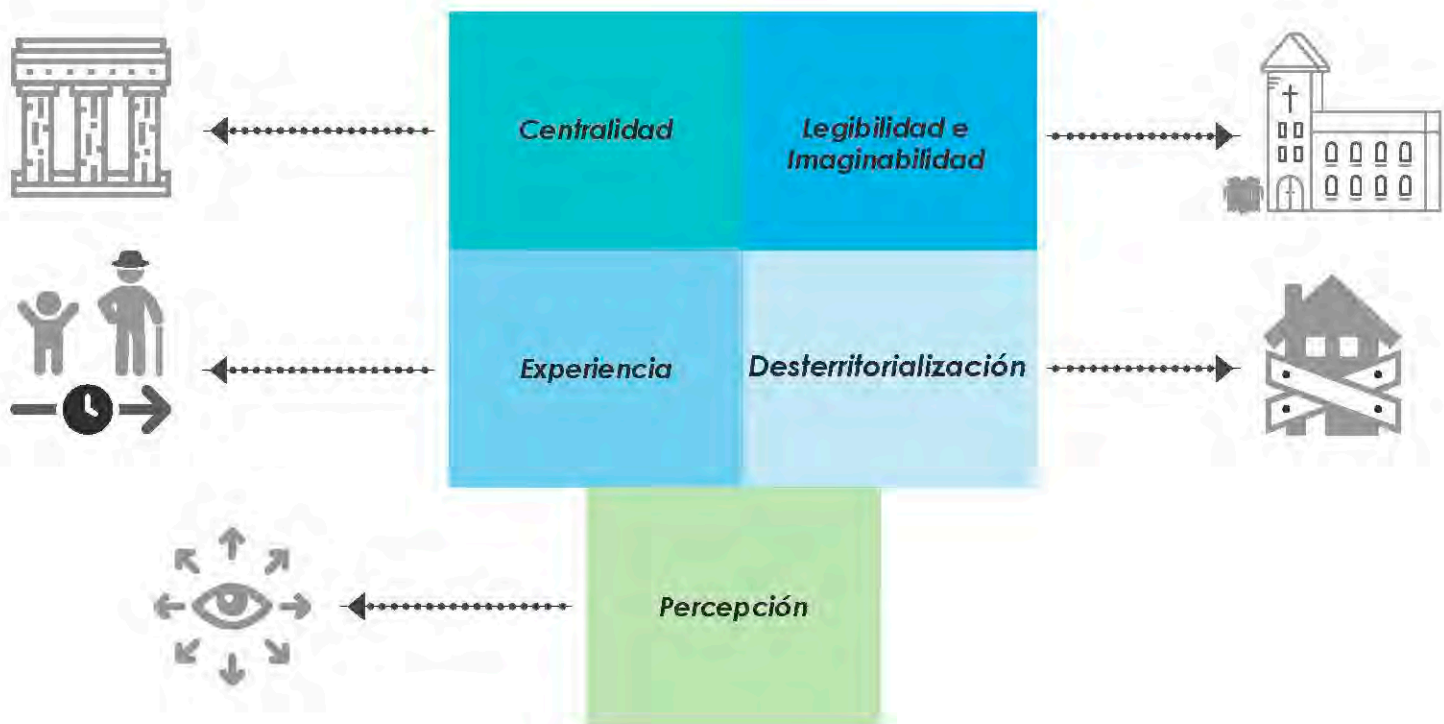 Centralidad
Legibilidad e
Imaginabilidad
Experiencia
Desterritorialización
Percepción